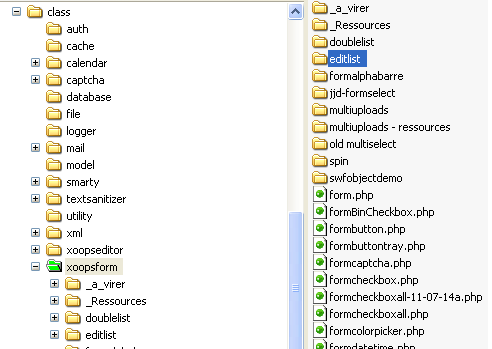 class
auth
cache
calendar
captcha
database
file
logger
mail
model
smarty
textsanitizer
utility
xml
xoopseditor
xoopsform
_a_virer
_Ressources
doublelist
editlist
_a_virer
_Ressources
doublelist
editlist
formalphabarre
jjd-formselect
multiuploads
multiuploads - ressources
old multiselect
spin
swfobjectdemo
form.php
formBinCheckbox.php
formbutton.php
formbuttontray.php
formcaptcha.php
formcheckbox.php
formcheckboxall-11-07-14a.php
formcheckboxall.php
formcolorpicker.php
formdatetime.php